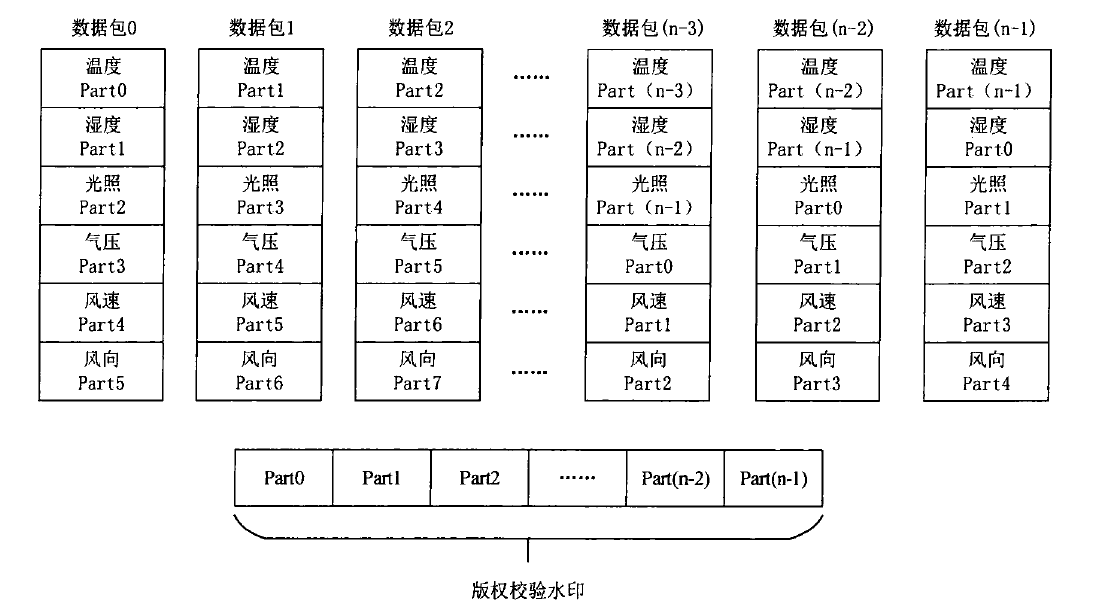 数据包0 数据包1 数据包2 数据包(n-3) 数据包(n-2) 数据包(n-1)
温度 温度 温度 …… 温度 温度 温度
Part0 Part1 Part2 Part（n-3） Part（n-2） Part（n-1）
湿度 湿度 湿度 …… 湿度 湿度 湿度
Part1 Part2 Part3 Part（n-2） Part（n-1） Part0
光照 光照 光照 …… 光照 光照 光照
Part2 Part3 Part4 Part（n-1） Part0 Part1
气压 气压 气压 …… 气压 气压 气压
Part3 Part4 Part5 Part0 Part1 Part2
风速 风速 风速 …… 风速 风速 风速
Part4 Part5 Part6 Part1 Part2 Part3
风向 风向 风向 …… 风向 风向 风向
Part5 Part6 Part7 Part2 Part3 Part4
Part0 Part1 Part2 …… Part(n-2) Part(n-1)
版权校验水印